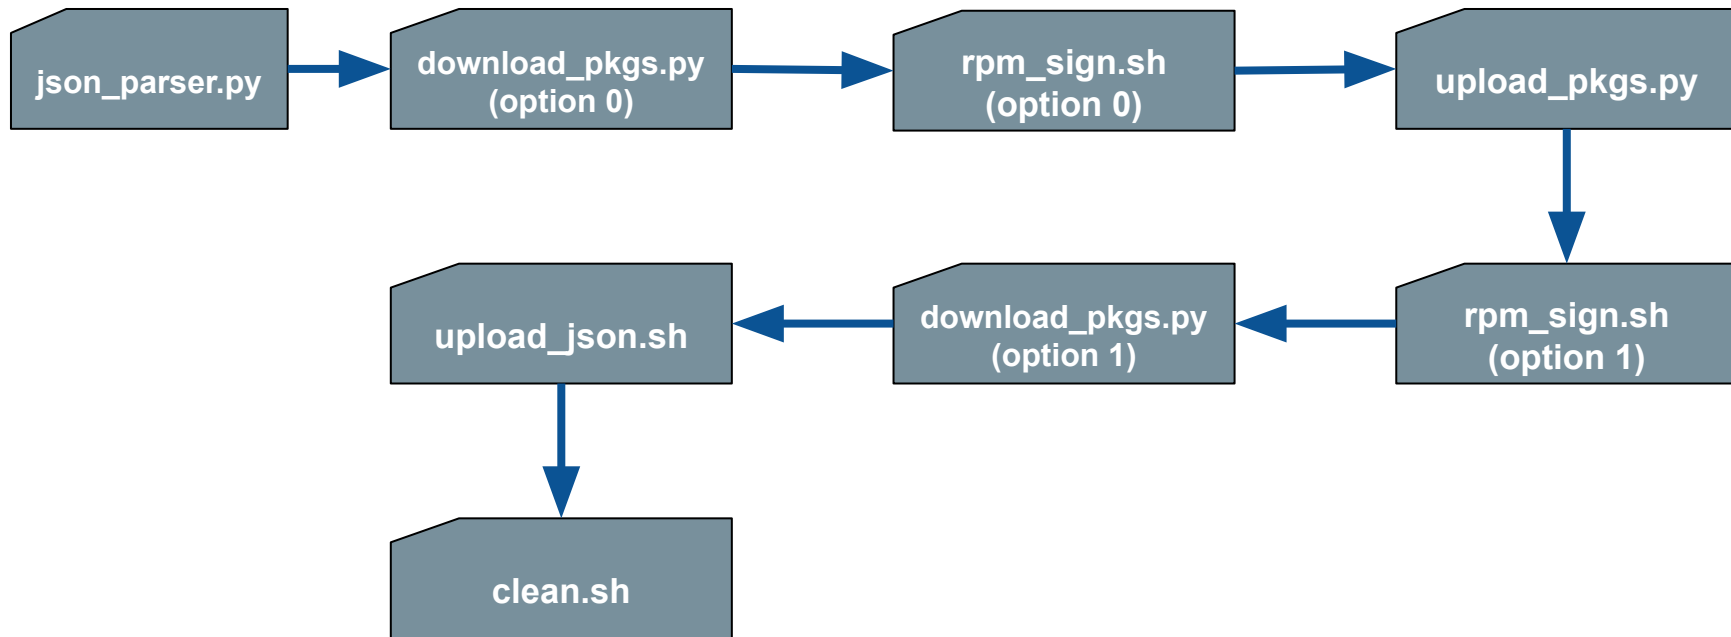 json_parser.py
download_pkgs.py
(option 0)
rpm_sign.sh
(option 0)
upload_pkgs.py
rpm_sign.sh
(option 1)
download_pkgs.py
(option 1)
upload_json.sh
clean.sh